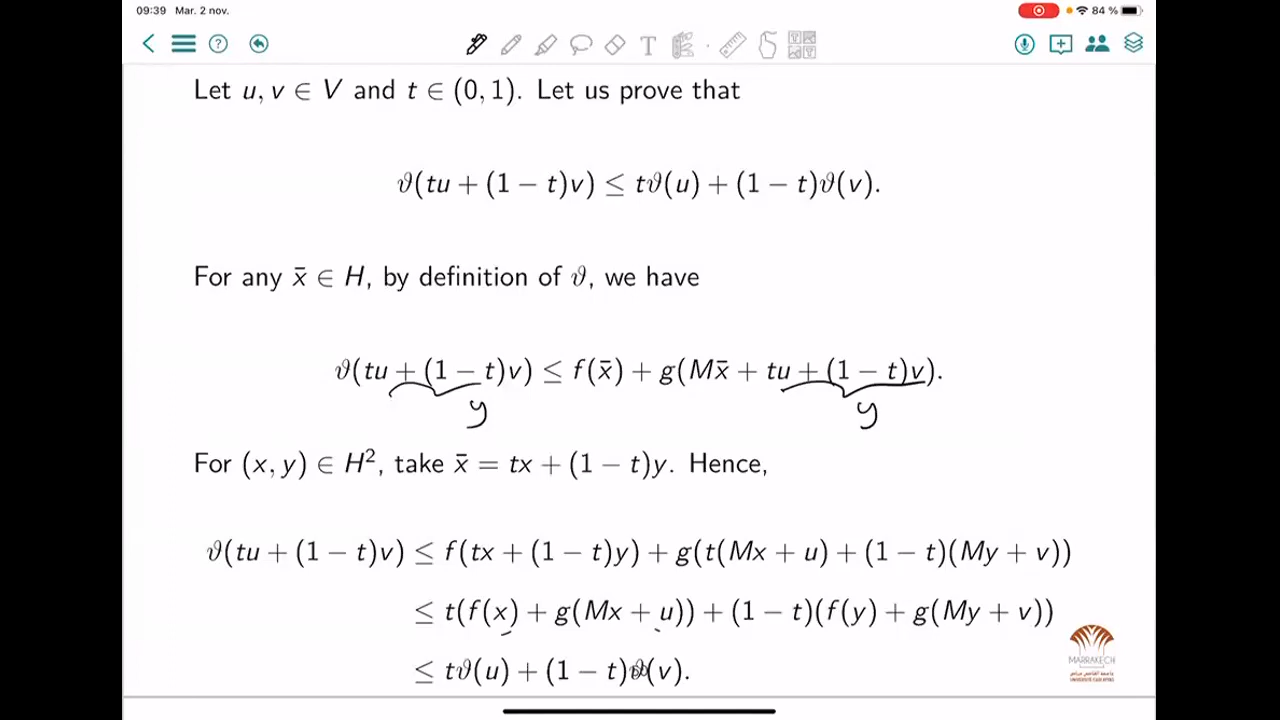 09:39 Mar. 2 nov. 84 %
Let u, v ∈ V and t ∈ (0, 1). Let us prove that
ϑ(tu + (1 − t)v) ≤ tϑ(u) + (1 − t)ϑ(v).
For any x̄ ∈ H, by definition of ϑ, we have
ϑ(tu + (1 − t)v) ≤ f(x̄) + g(Mx̄ + tu + (1 − t)v).
y y
For (x, y) ∈ H², take x̄ = tx + (1 − t)y. Hence,
ϑ(tu + (1 − t)v) ≤ f(tx + (1 − t)y) + g(t(Mx + u) + (1 − t)(My + v))
≤ t(f(x) + g(Mx + u)) + (1 − t)(f(y) + g(My + v))
≤ tϑ(u) + (1 − t)ϑ(v).
MARRAKECH